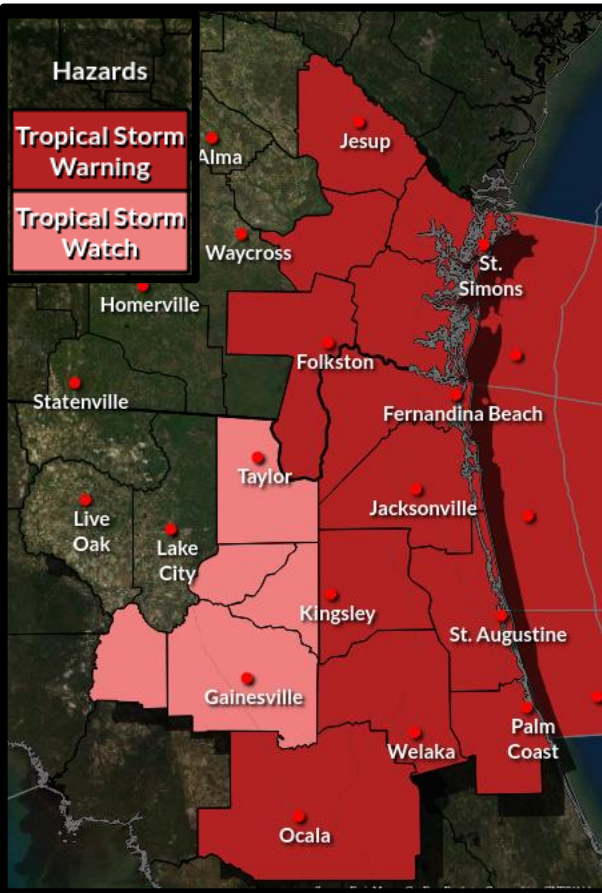 Hazards
Tropical Storm
Warning
Tropical Storm
Watch
Jesup
Alma
Waycross
St.
Simons
Homerville
Folkston
Statenville
Fernandina Beach
Taylor
Jacksonville
Live
Oak
Lake
City
Kingsley
St. Augustine
Gainesville
Palm
Coast
Welaka
Ocala